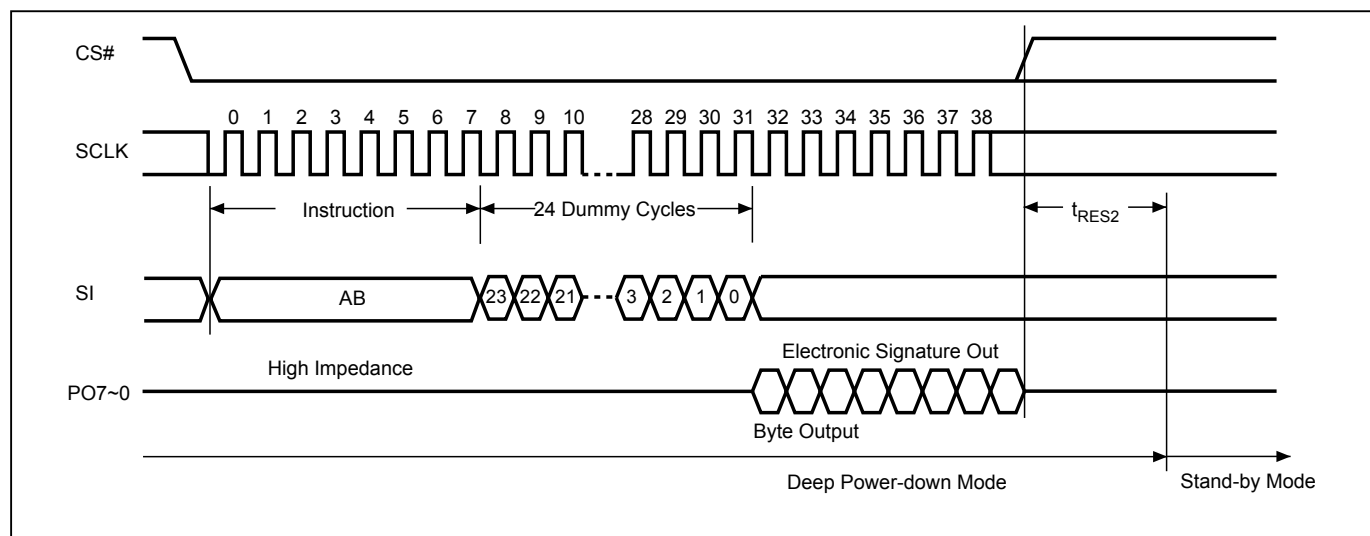 CS#
0 1 2 3 4 5 6 7 8 9 10 28 29 30 31 32 33 34 35 36 37 38
SCLK
Instruction 24 Dummy Cycles tRES2
SI AB 23 22 21 3 2 1 0
Electronic Signature Out
High Impedance
PO7~0
Byte Output
Deep Power-down Mode Stand-by Mode